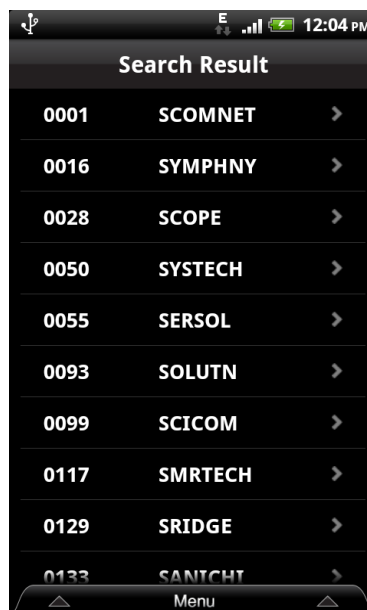 E 12:04 PM
Search Result
0001 SCOMNET
0016 SYMPHNY
0028 SCOPE
0050 SYSTECH
0055 SERSOL
0093 SOLUTN
0099 SCICOM
0117 SMRTECH
0129 SRIDGE
0133 SANICHI
Menu